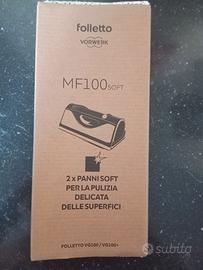 folletto
VORWERK
MF100 SOFT
2 x PANNI SOFT
PER LA PULIZIA
DELICATA
DELLE SUPERFICI
FOLLETTO VG100 / VG100+
subito